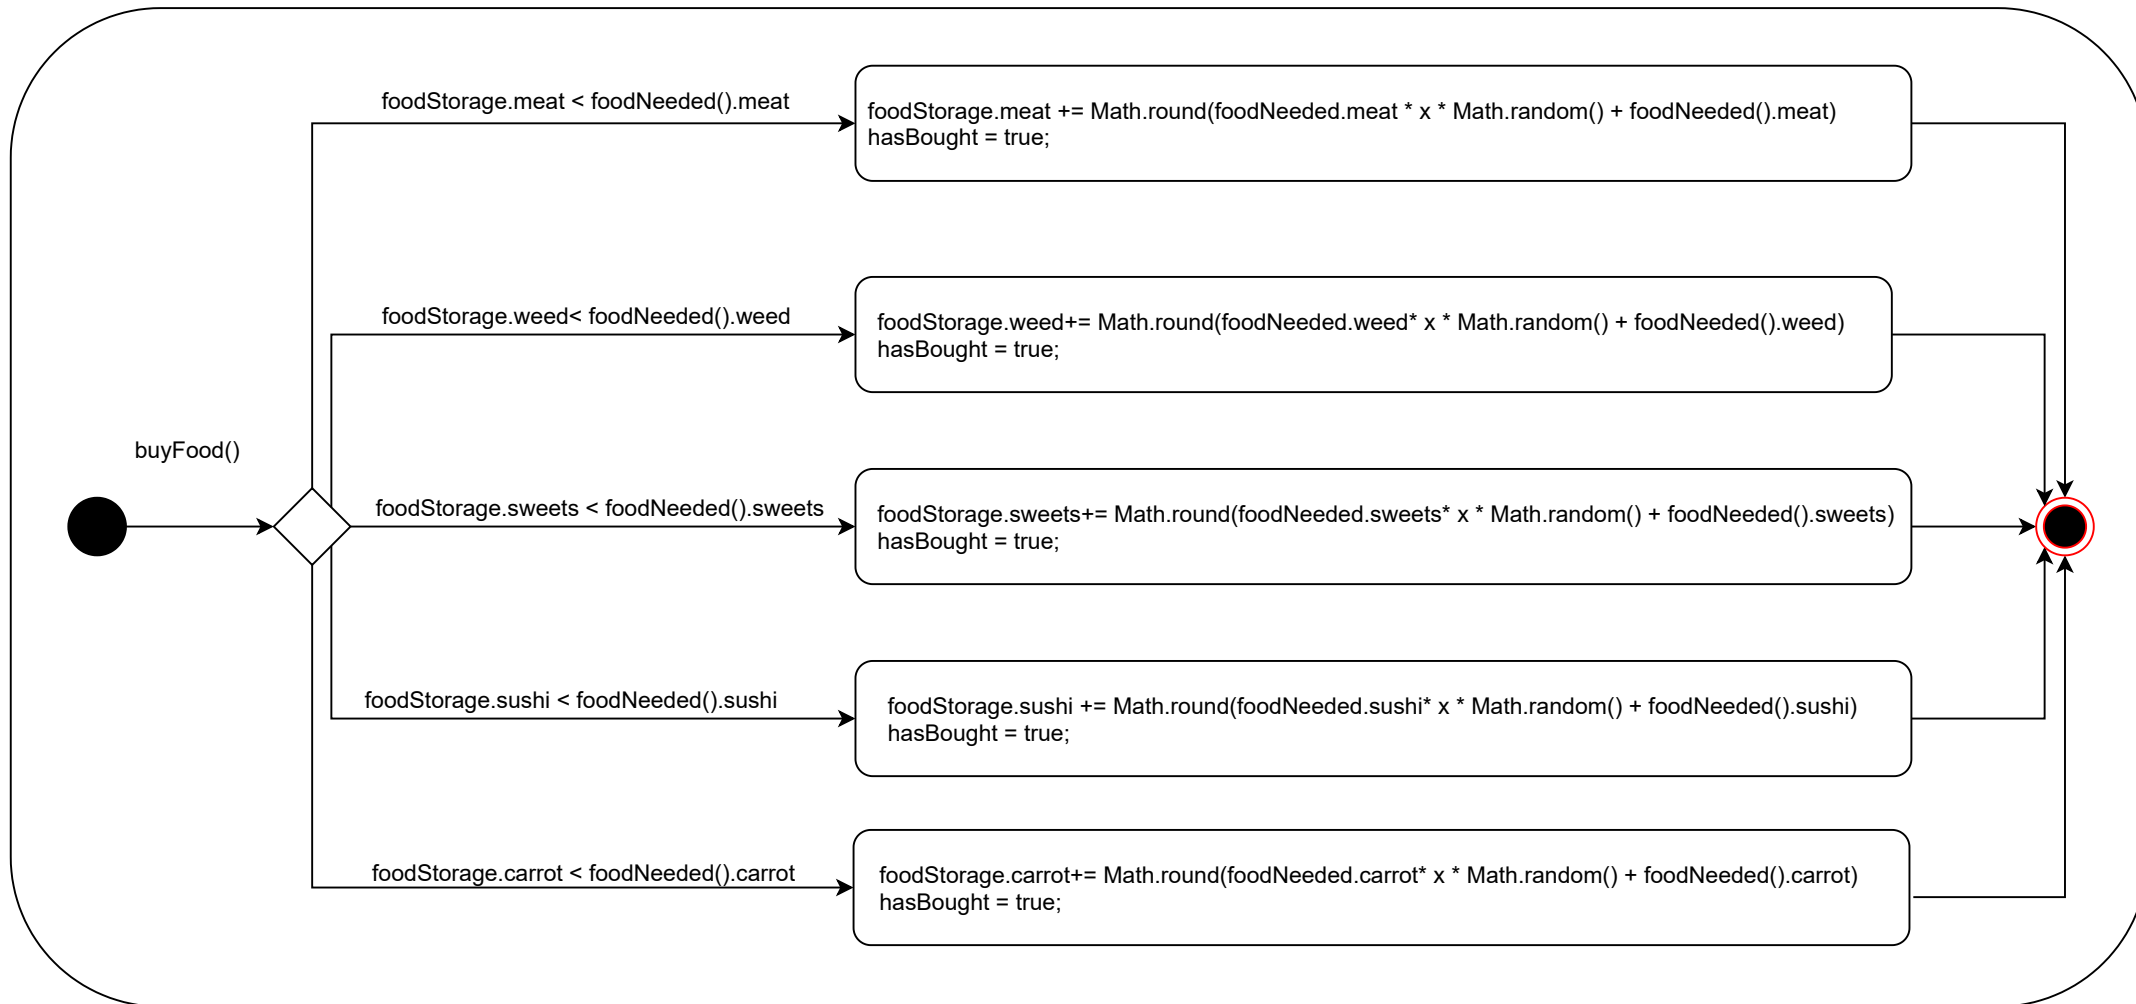 foodStorage.meat < foodNeeded().meat
foodStorage.meat += Math.round(foodNeeded.meat * x * Math.random() + foodNeeded().meat)
hasBought = true;
foodStorage.weed< foodNeeded().weed
foodStorage.weed+= Math.round(foodNeeded.weed* x * Math.random() + foodNeeded().weed)
hasBought = true;
buyFood()
foodStorage.sweets < foodNeeded().sweets
foodStorage.sweets+= Math.round(foodNeeded.sweets* x * Math.random() + foodNeeded().sweets)
hasBought = true;
foodStorage.sushi < foodNeeded().sushi
foodStorage.sushi += Math.round(foodNeeded.sushi* x * Math.random() + foodNeeded().sushi)
hasBought = true;
foodStorage.carrot < foodNeeded().carrot
foodStorage.carrot+= Math.round(foodNeeded.carrot* x * Math.random() + foodNeeded().carrot)
hasBought = true;